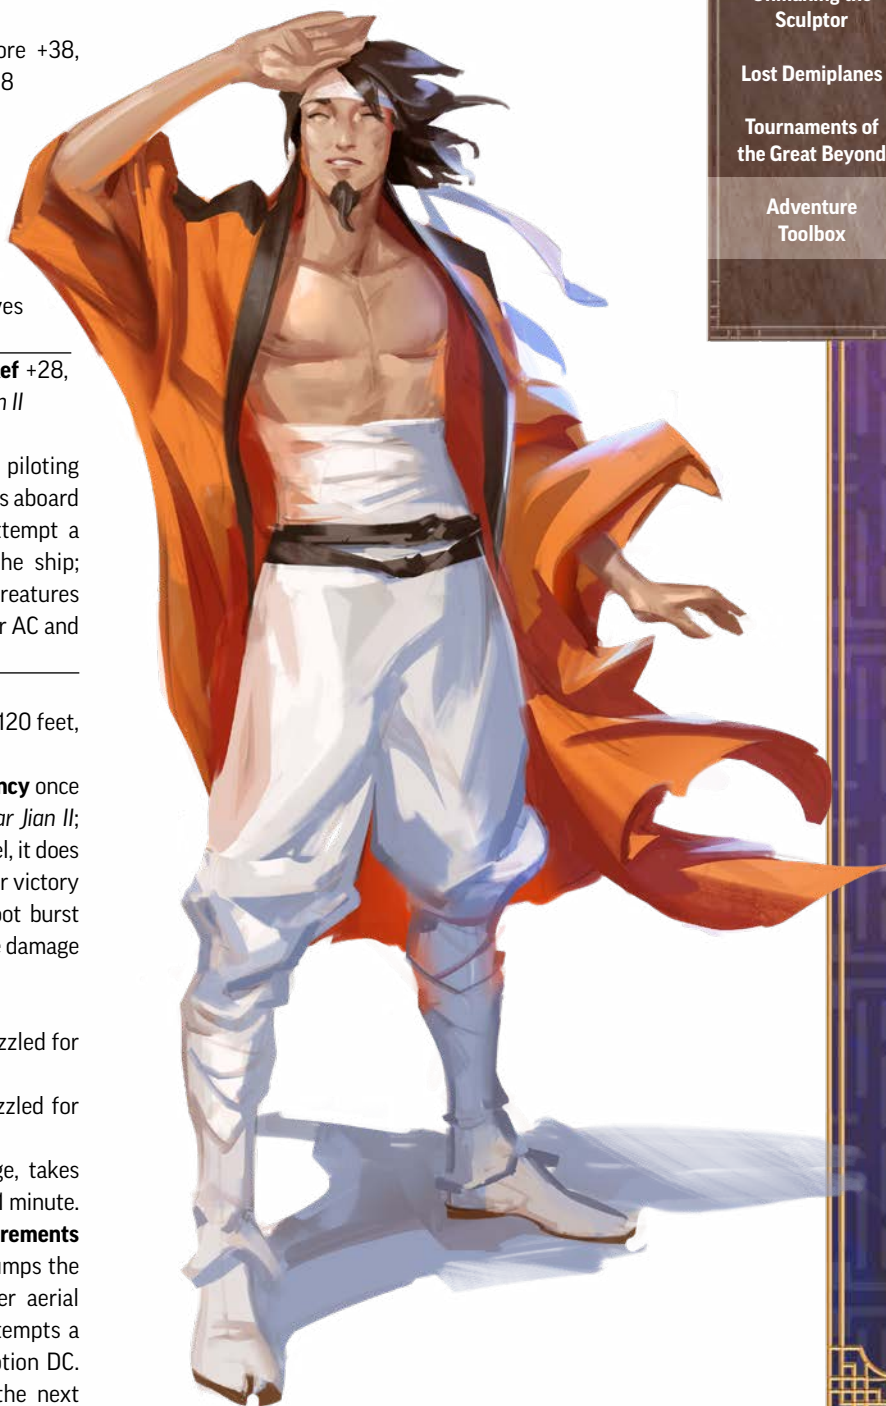 ore +38,
8
ves
ef +28,
n II
piloting
s aboard
ttempt a
he ship;
reatures
r AC and
120 feet,
ncy once
ar Jian II;
el, it does
r victory
oot burst
e damage
zzled for
zzled for
ge, takes
1 minute.
rements
umps the
er aerial
tempts a
ption DC.
the next
Sculptor
Lost Demiplanes
Tournaments of
the Great Beyond
Adventure
Toolbox